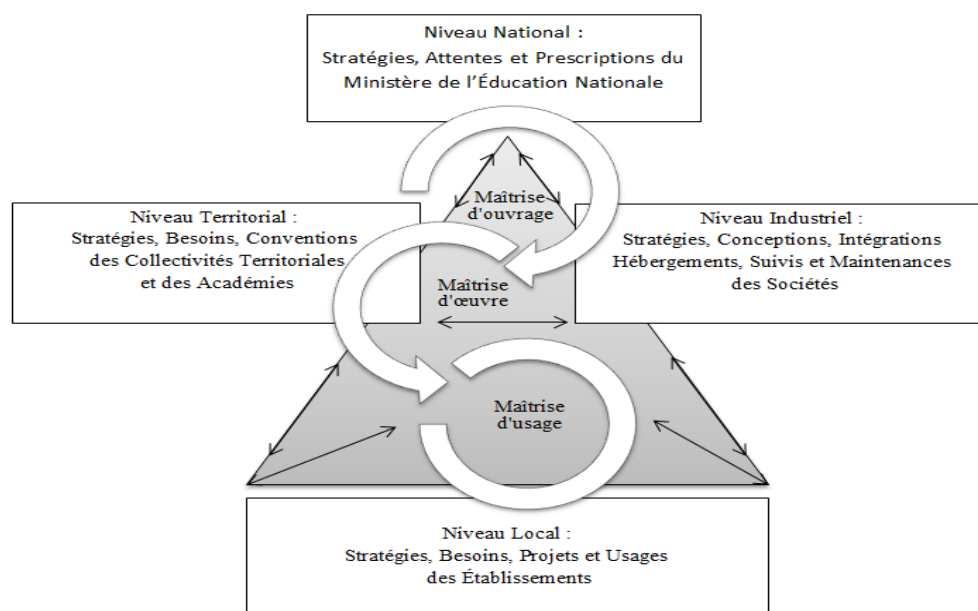 Niveau National :
Stratégies, Attentes et Prescriptions du
Ministère de l’Éducation Nationale
Maîtrise
d'ouvrage
Niveau Territorial :
Stratégies, Besoins, Conventions
des Collectivités Territoriales
et des Académies
Niveau Industriel :
Stratégies, Conceptions, Intégrations
Hébergements, Suivis et Maintenances
des Sociétés
Maîtrise
d'œuvre
Maîtrise
d'usage
Niveau Local :
Stratégies, Besoins, Projets et Usages
des Établissements